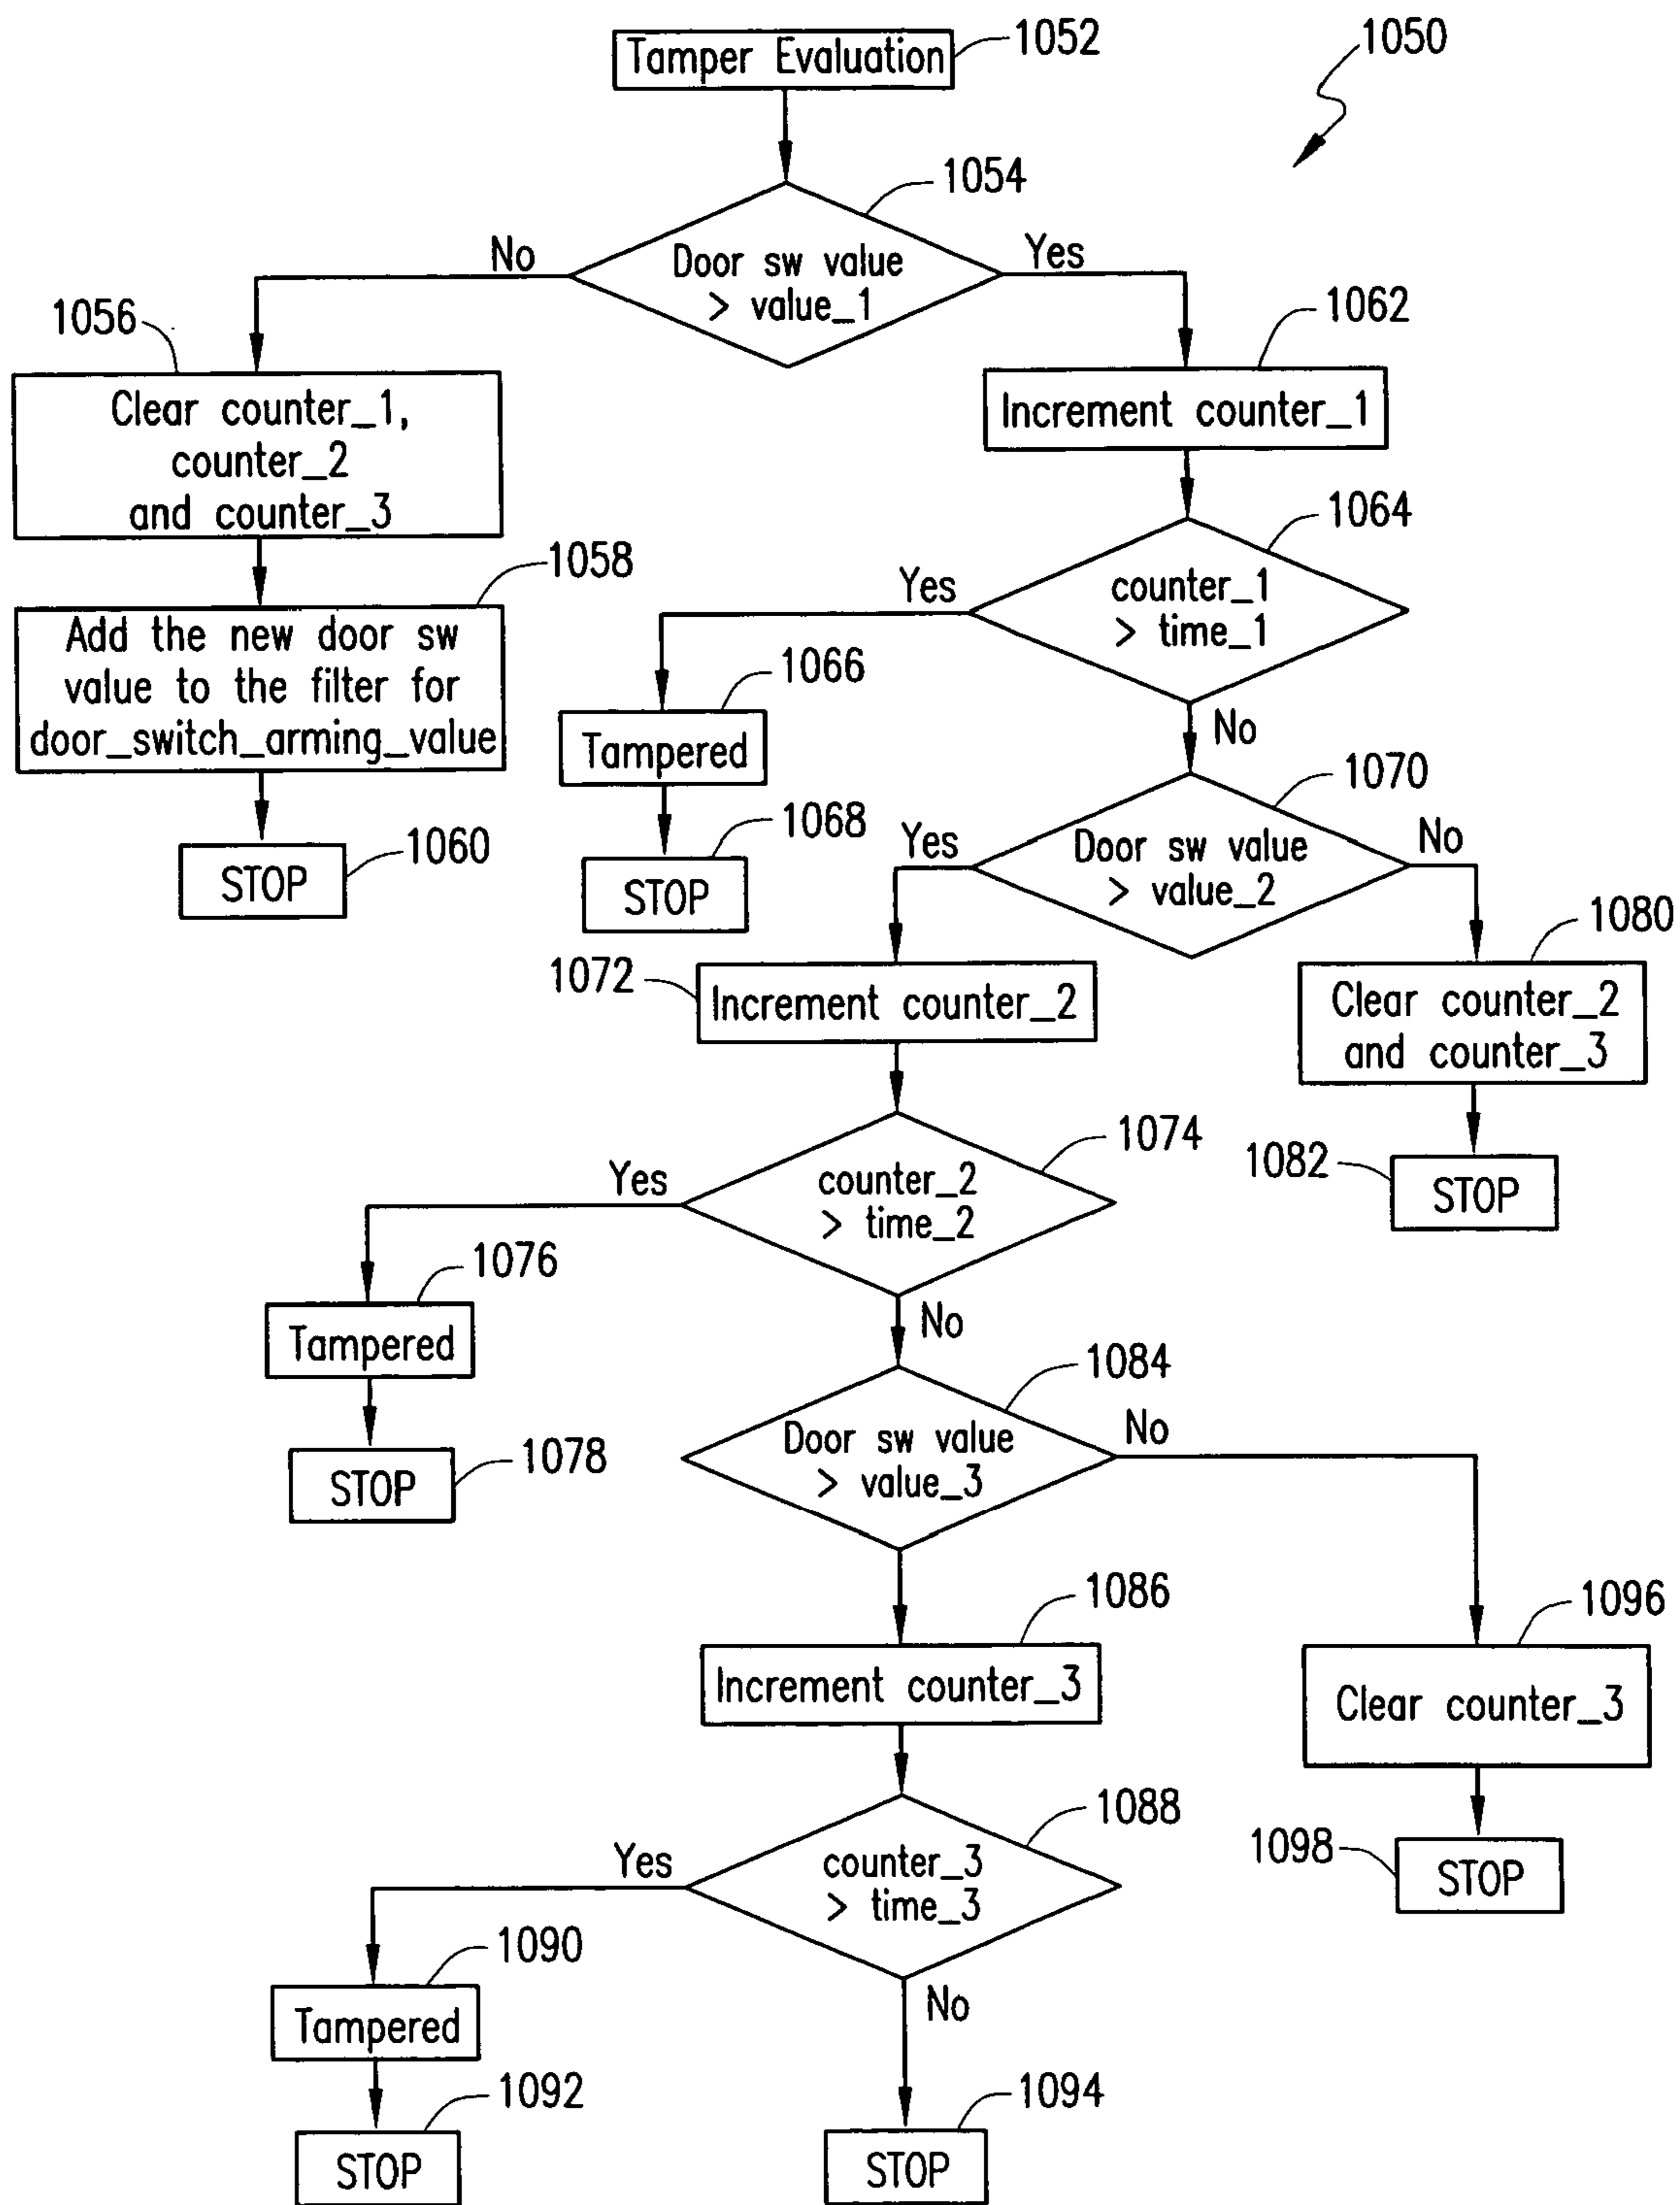 Tamper Evaluation
1052
1050
1054
Door sw value
> value_1
No
Yes
1056
Clear counter_1,
counter_2
and counter_3
1062
Increment counter_1
1058
Add the new door sw
value to the filter for
door_switch_arming_value
1064
counter_1
> time_1
Yes
No
1066
Tampered
1060
STOP
1068
STOP
1070
Door sw value
> value_2
Yes
No
1072
Increment counter_2
1080
Clear counter_2
and counter_3
1074
counter_2
> time_2
Yes
No
1082
STOP
1076
Tampered
1078
STOP
1084
Door sw value
> value_3
No
1086
Increment counter_3
1096
Clear counter_3
1088
counter_3
> time_3
Yes
No
1098
STOP
1090
Tampered
1092
STOP
1094
STOP